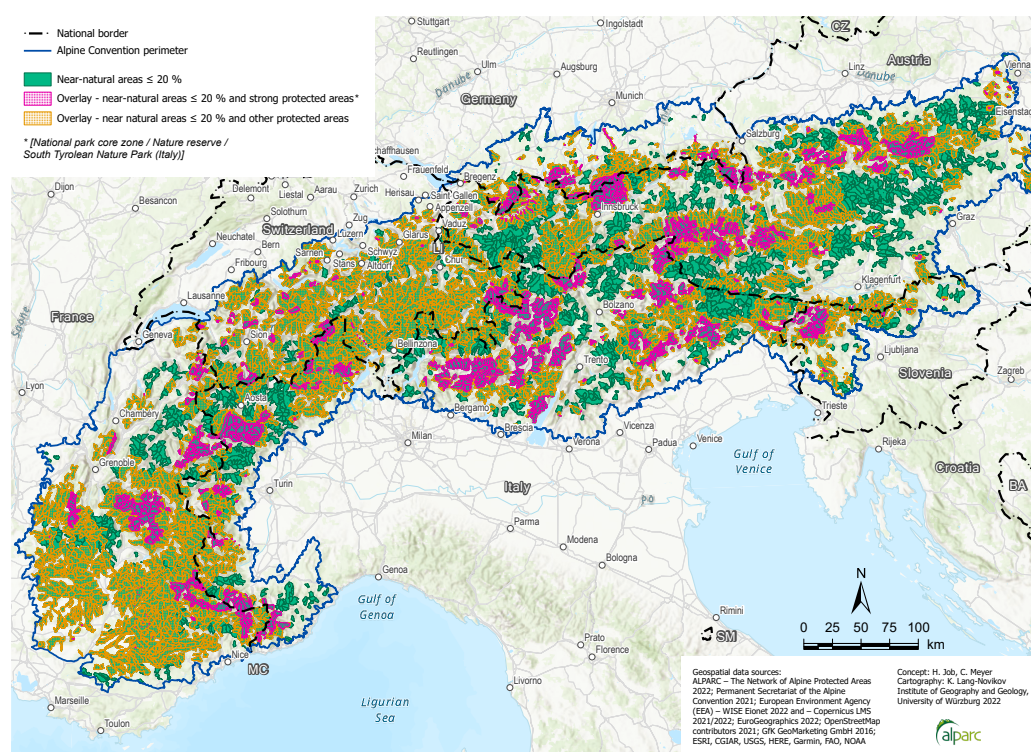 National border
Alpine Convention perimeter
Near-natural areas ≤ 20 %
Overlay - near-natural areas ≤ 20 % and strong protected areas*
Overlay - near natural areas ≤ 20 % and other protected areas
* [National park core zone / Nature reserve /
South Tyrolean Nature Park (Italy)]
Stuttgart
Ingolstadt
CZ
Reutlingen
Austria
Ulm
Linz
Danube
Vienna
Danube
Augsburg
Germany
Munich
Eisenstadt
Salzburg
schaffhausen
Frauenfeld
Bregenz
Dijon
Delemont
Aarau
Zurich
Herisau
Saint Gallen
Liestal
Appenzell
Innsbruck
Besancon
Solothurn
Zug
Vaduz
Graz
Switzerland
Luzern
Glarus
LI
Neuchatel
Bern
Schwyz
Sarnen
Stans
Altdorf
Chur
Fribourg
Klagenfurt
Lausanne
Bolzano
France
Saône
Geneva
Sion
Bellinzona
Ljubljana
Trento
Slovenia
Zagreb
Lyon
Aosta
Chambéry
Bergamo
Trieste
Brescia
Vicenza
Milan
Verona
Padua
Venice
Rijeka
Grenoble
Gulf of
Venice
Croatia
Turin
Italy
BA
Po
Parma
Modena
Bologna
Genoa
Gulf of
Genoa
N
Rimini
SM
0 25 50 75 100
km
Prato
Florence
Nice
MC
Livorno
Marseille
Ligurian
Sea
Toulon
Geospatial data sources:
ALPARC – The Network of Alpine Protected Areas
2022; Permanent Secretariat of the Alpine
Convention 2021; European Environment Agency
(EEA) – WISE Eionet 2022 and – Copernicus LMS
2021/2022; EuroGeographics 2022; OpenStreetMap
contributors 2021; GfK GeoMarketing GmbH 2016;
ESRI, CGIAR, USGS, HERE, Garmin, FAO, NOAA
Concept: H. Job, C. Meyer
Cartography: K. Lang-Novikov
Institute of Geography and Geology,
University of Würzburg 2022
alparc